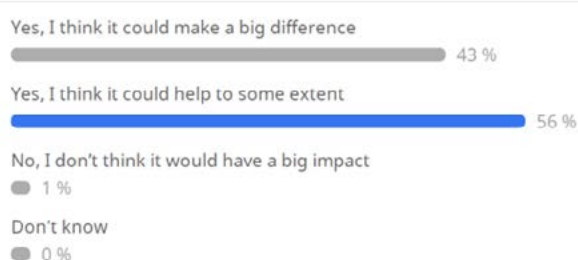 Yes, I think it could make a big difference
43 %
Yes, I think it could help to some extent
56 %
No, I don't think it would have a big impact
1 %
Don't know
0 %